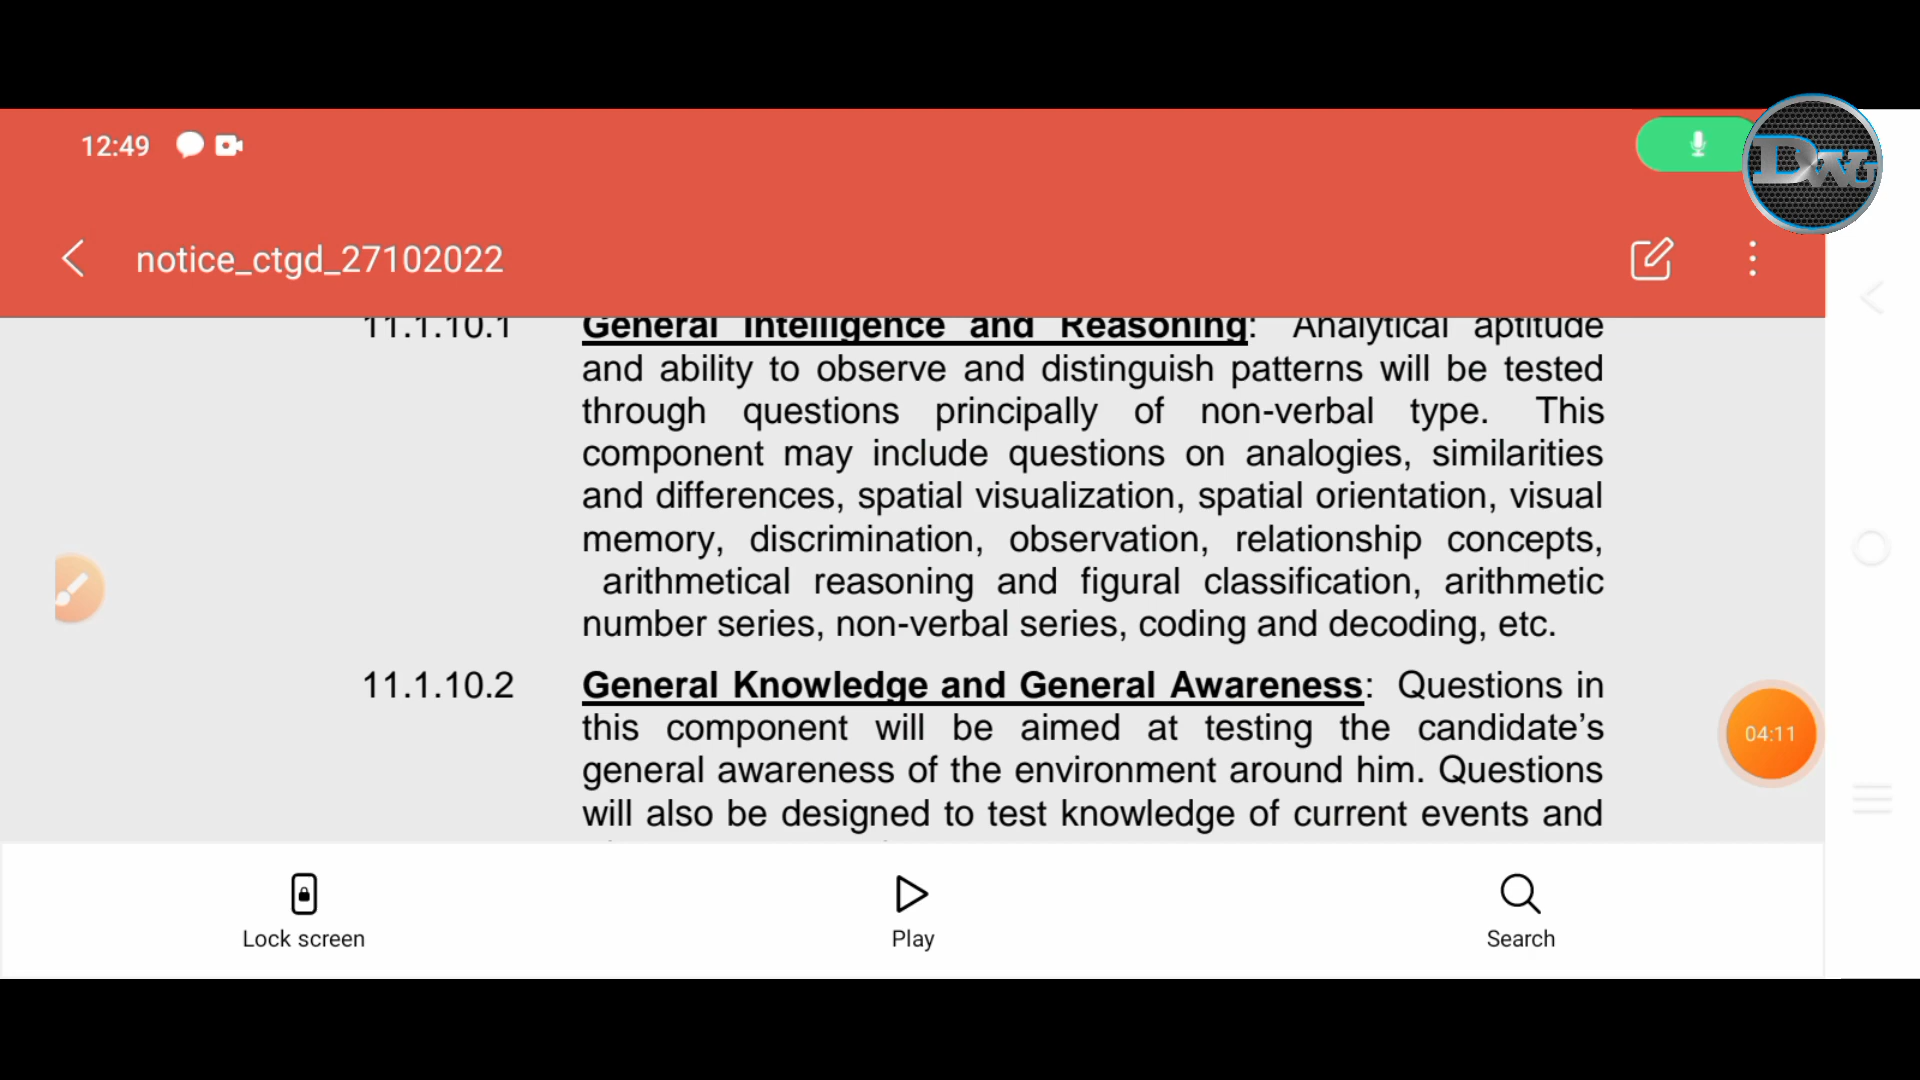 12:49
DW
notice_ctgd_27102022
11.1.10.1 General Intelligence and Reasoning: Analytical aptitude
and ability to observe and distinguish patterns will be tested
through questions principally of non-verbal type. This
component may include questions on analogies, similarities
and differences, spatial visualization, spatial orientation, visual
memory, discrimination, observation, relationship concepts,
arithmetical reasoning and figural classification, arithmetic
number series, non-verbal series, coding and decoding, etc.
11.1.10.2 General Knowledge and General Awareness: Questions in
this component will be aimed at testing the candidate’s
general awareness of the environment around him. Questions
will also be designed to test knowledge of current events and
04:11
Lock screen
Play
Search